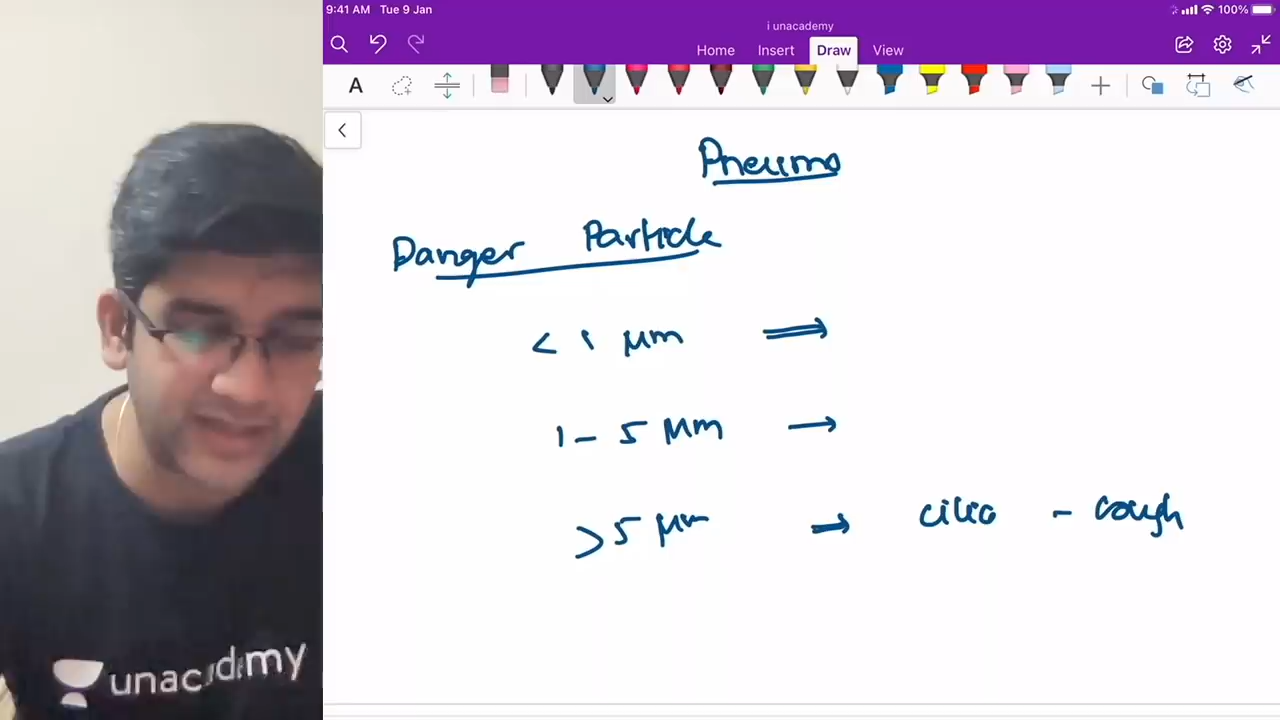 9:41 AM Tue 9 Jan 100%
i unacademy
Home Insert Draw View
A
Pneumo
Danger Particle
< 1 μm ⇒
1 - 5 μm →
>5 μm → cilia - cough
unacademy